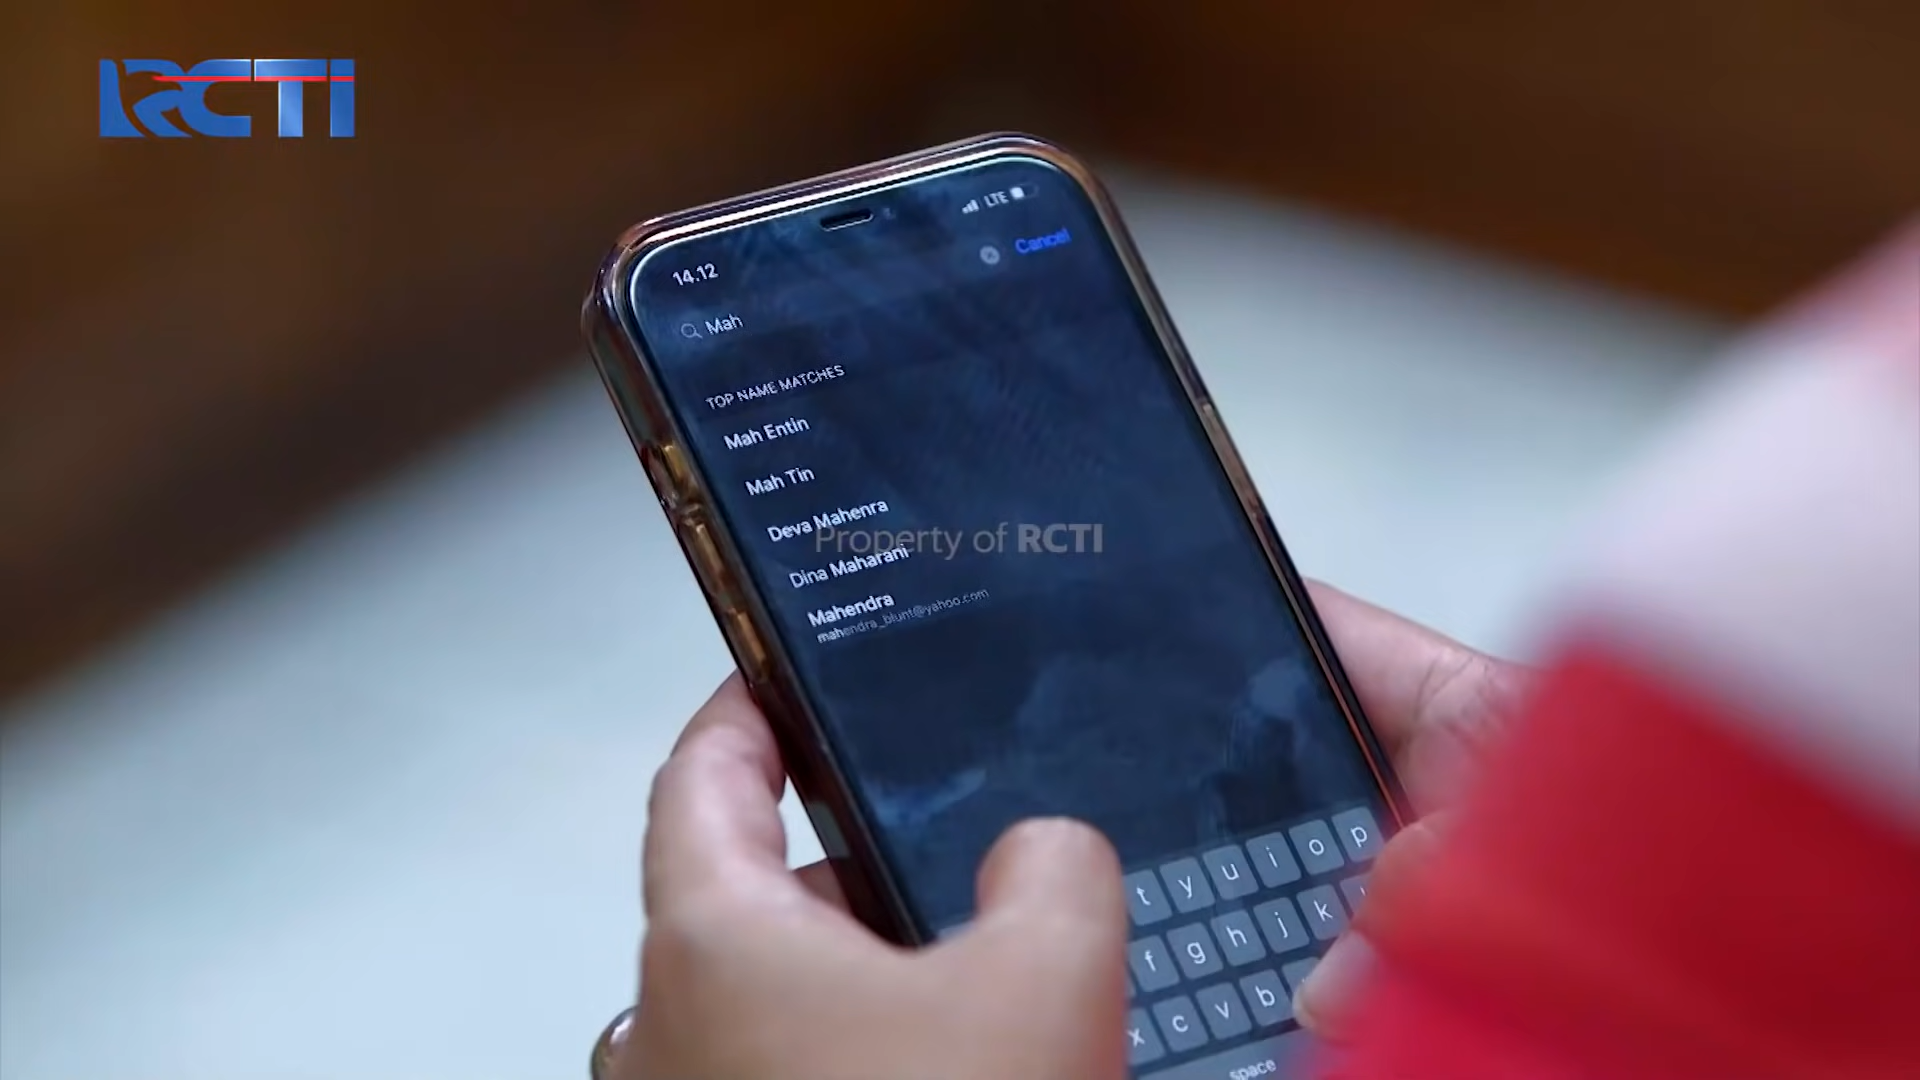 RCTI
LTE
14.12
Cancel
Mah
TOP NAME MATCHES
Mah Entin
Mah Tin
Deva Mahenra
Property of RCTI
Dina Maharani
Mahendra
mahendra_blunt@yahoo.com
t y u i o p
f g h j k
x c v b
space